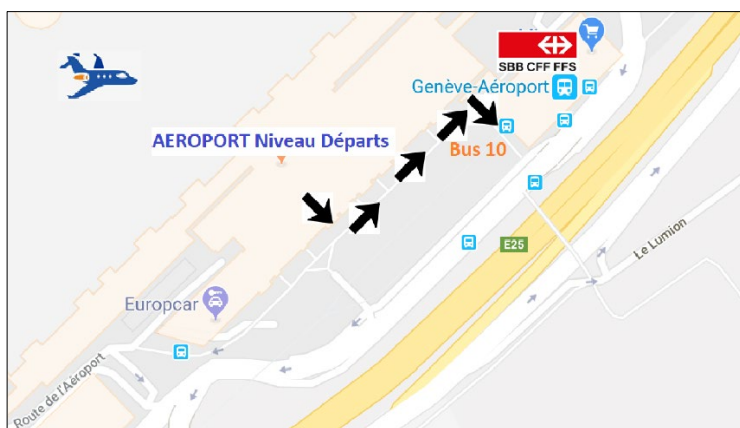 SBB CFF FFS
Genève-Aéroport
AEROPORT Niveau Départs
Bus 10
E25
Le Lumion
Europcar
Route de l'Aéroport